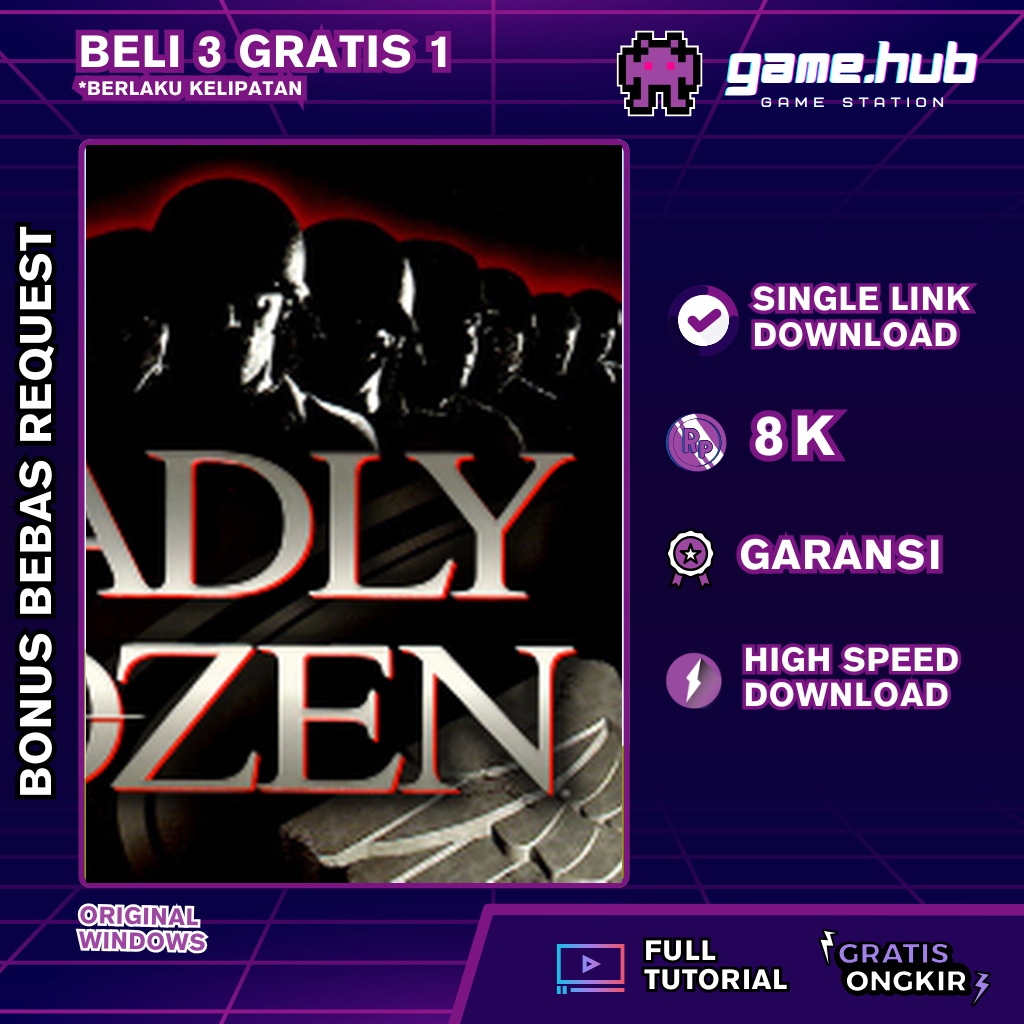 BELI 3 GRATIS 1
*BERLAKU KELIPATAN
game.hub
GAME STATION
BONUS BEBAS REQUEST
ADLY
OZEN
SINGLE LINK
DOWNLOAD
Rp
8K
GARANSI
HIGH SPEED
DOWNLOAD
ORIGINAL
WINDOWS
FULL
TUTORIAL
GRATIS
ONGKIR